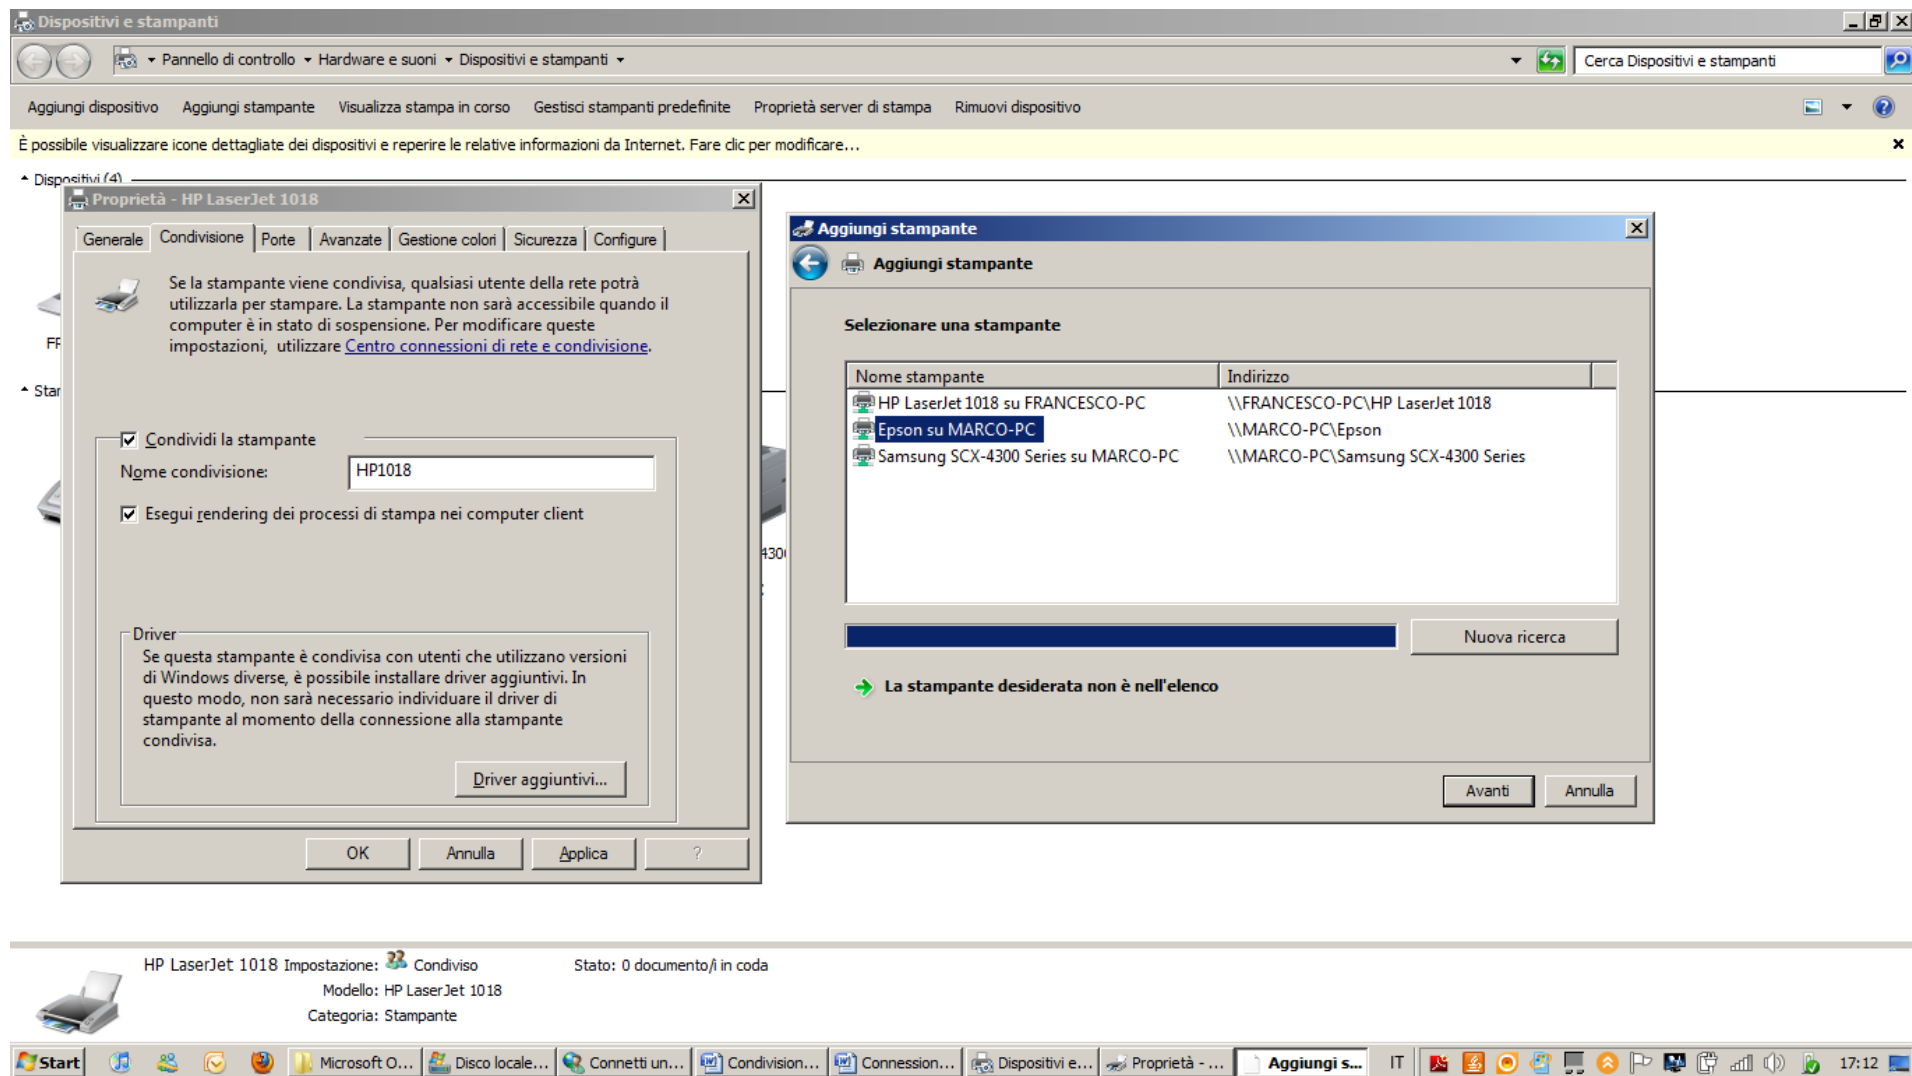 Dispositivi e stampanti
Pannello di controllo Hardware e suoni Dispositivi e stampanti
Cerca Dispositivi e stampanti
Aggiungi dispositivo Aggiungi stampante Visualizza stampa in corso Gestisci stampanti predefinite Proprietà server di stampa Rimuovi dispositivo
È possibile visualizzare icone dettagliate dei dispositivi e reperire le relative informazioni da Internet. Fare clic per modificare...
Dispositivi (4)
Proprietà - HP LaserJet 1018
Generale Condivisione Porte Avanzate Gestione colori Sicurezza Configure
Se la stampante viene condivisa, qualsiasi utente della rete potrà
utilizzarla per stampare. La stampante non sarà accessibile quando il
computer è in stato di sospensione. Per modificare queste
impostazioni, utilizzare Centro connessioni di rete e condivisione.
Condividi la stampante
Nome condivisione: HP1018
Esegui rendering dei processi di stampa nei computer client
Driver
Se questa stampante è condivisa con utenti che utilizzano versioni
di Windows diverse, è possibile installare driver aggiuntivi. In
questo modo, non sarà necessario individuare il driver di
stampante al momento della connessione alla stampante
condivisa.
Driver aggiuntivi...
OK Annulla Applica ?
Aggiungi stampante
Aggiungi stampante
Selezionare una stampante
Nome stampante Indirizzo
HP LaserJet 1018 su FRANCESCO-PC \\FRANCESCO-PC\HP LaserJet 1018
Epson su MARCO-PC \\MARCO-PC\Epson
Samsung SCX-4300 Series su MARCO-PC \\MARCO-PC\Samsung SCX-4300 Series
Nuova ricerca
La stampante desiderata non è nell'elenco
Avanti Annulla
HP LaserJet 1018 Impostazione: Condiviso Stato: 0 documento/i in coda
Modello: HP LaserJet 1018
Categoria: Stampante
Start Microsoft O... Disco locale... Connetti un... Condivision... Connession... Dispositivi e... Proprietà - ... Aggiungi s... IT 17:12